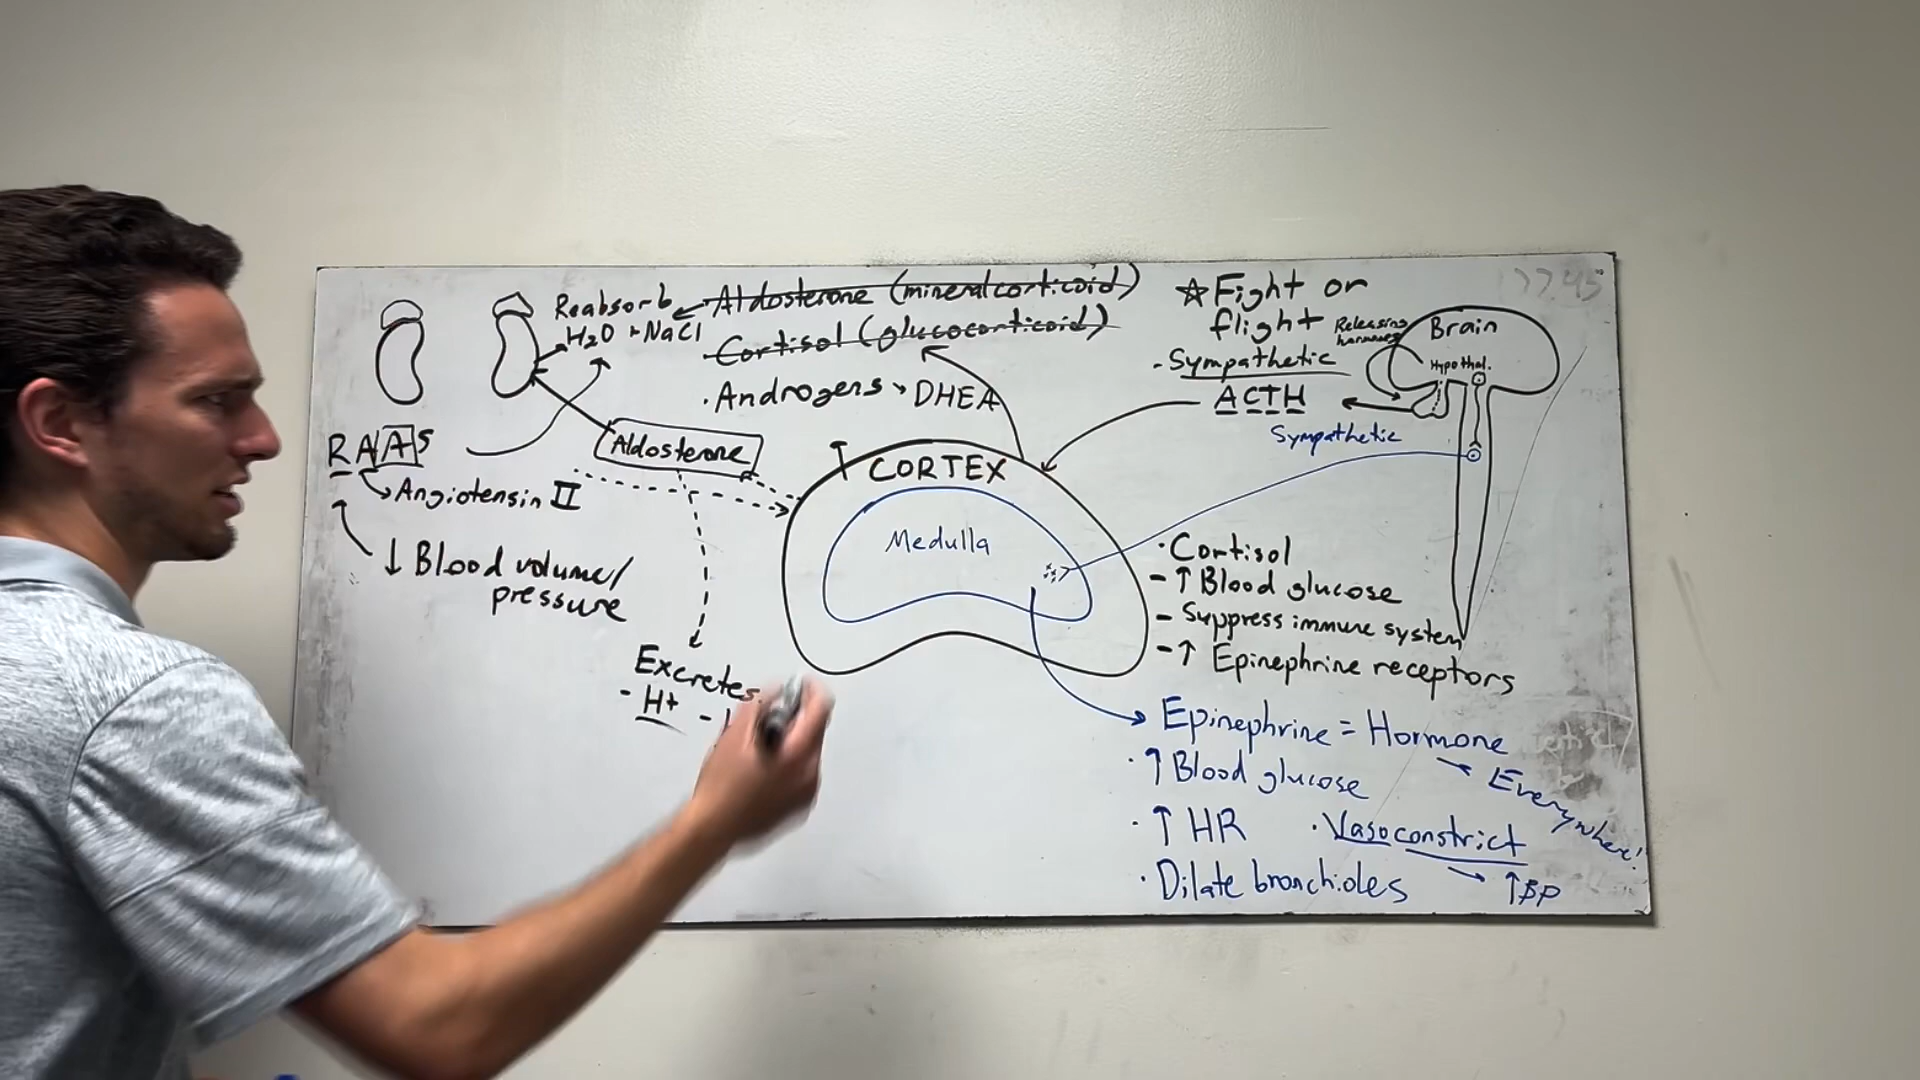 Reabsorb
H₂O + NaCl
Aldosterone (mineralcorticoid)
· Cortisol (glucocorticoid)
· Androgens → DHEA
☆ Fight or
flight
- Sympathetic
ACTH
Sympathetic
Releasing
hormones
Brain
Hypothal.
RAAS
Angiotensin II
↓ Blood volume/
pressure
Aldosterone
↑ CORTEX
Medulla
Excretes
- H+ -
· Cortisol
- ↑ Blood glucose
- Suppress immune system
- ↑ Epinephrine receptors
Epinephrine = Hormone
→ Everywhere!
· ↑ Blood glucose
· ↑ HR
· Vasoconstrict
→ ↑ BP
· Dilate bronchioles